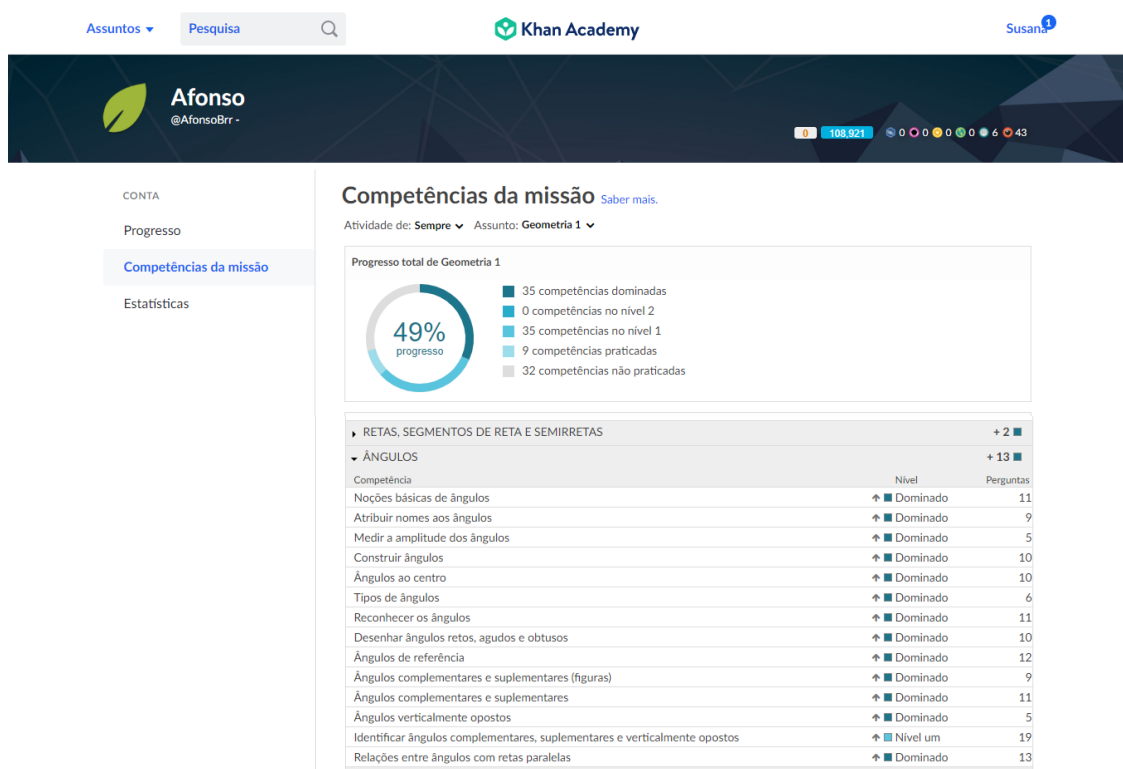 Assuntos Pesquisa Khan Academy Susana 1
Afonso
@AfonsoBrr -
0 108,921 0 0 0 0 6 43
CONTA
Progresso
Competências da missão
Estatísticas
Competências da missão Saber mais.
Atividade de: Sempre Assunto: Geometria 1
Progresso total de Geometria 1
49%
progresso
35 competências dominadas
0 competências no nível 2
35 competências no nível 1
9 competências praticadas
32 competências não praticadas
RETAS, SEGMENTOS DE RETA E SEMIRRETAS + 2
ÂNGULOS + 13
Competência Nível Perguntas
Noções básicas de ângulos Dominado 11
Atribuir nomes aos ângulos Dominado 9
Medir a amplitude dos ângulos Dominado 5
Construir ângulos Dominado 10
Ângulos ao centro Dominado 10
Tipos de ângulos Dominado 6
Reconhecer os ângulos Dominado 11
Desenhar ângulos retos, agudos e obtusos Dominado 10
Ângulos de referência Dominado 12
Ângulos complementares e suplementares (figuras) Dominado 9
Ângulos complementares e suplementares Dominado 11
Ângulos verticalmente opostos Dominado 5
Identificar ângulos complementares, suplementares e verticalmente opostos Nível um 19
Relações entre ângulos com retas paralelas Dominado 13